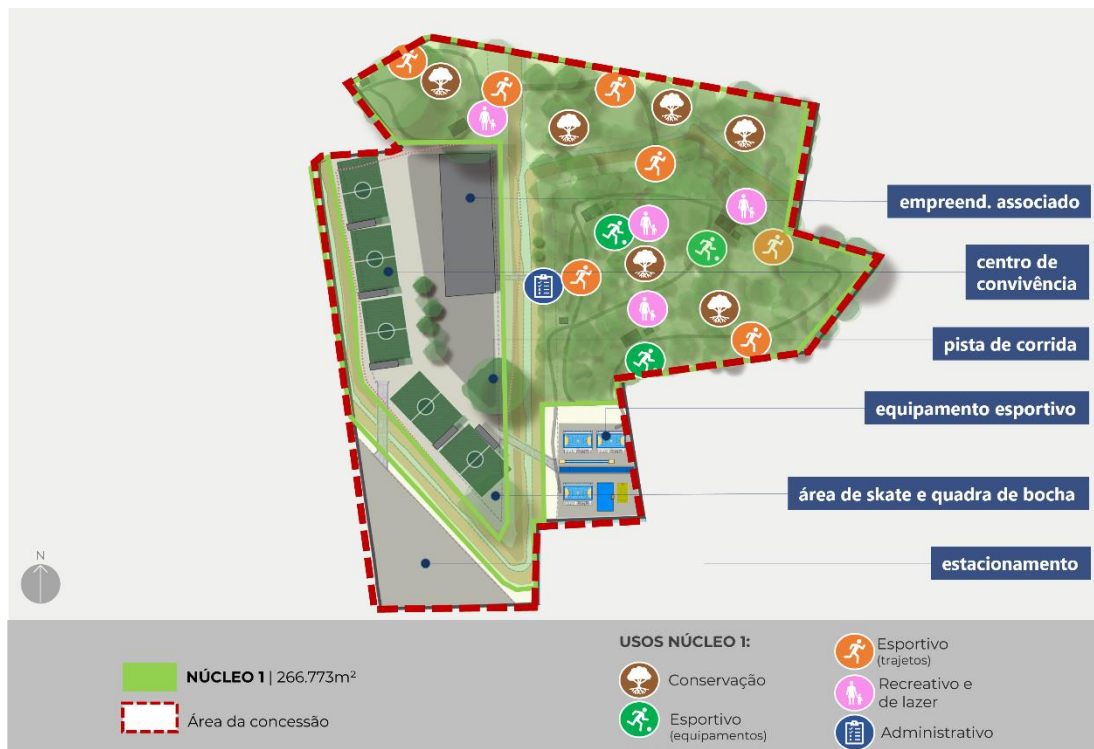 empreend. associado
centro de
convivência
pista de corrida
equipamento esportivo
área de skate e quadra de bocha
estacionamento
N
NÚCLEO 1 | 266.773m²
Área da concessão
USOS NÚCLEO 1:
Conservação
Esportivo
(equipamentos)
Esportivo
(trajetos)
Recreativo e
de lazer
Administrativo